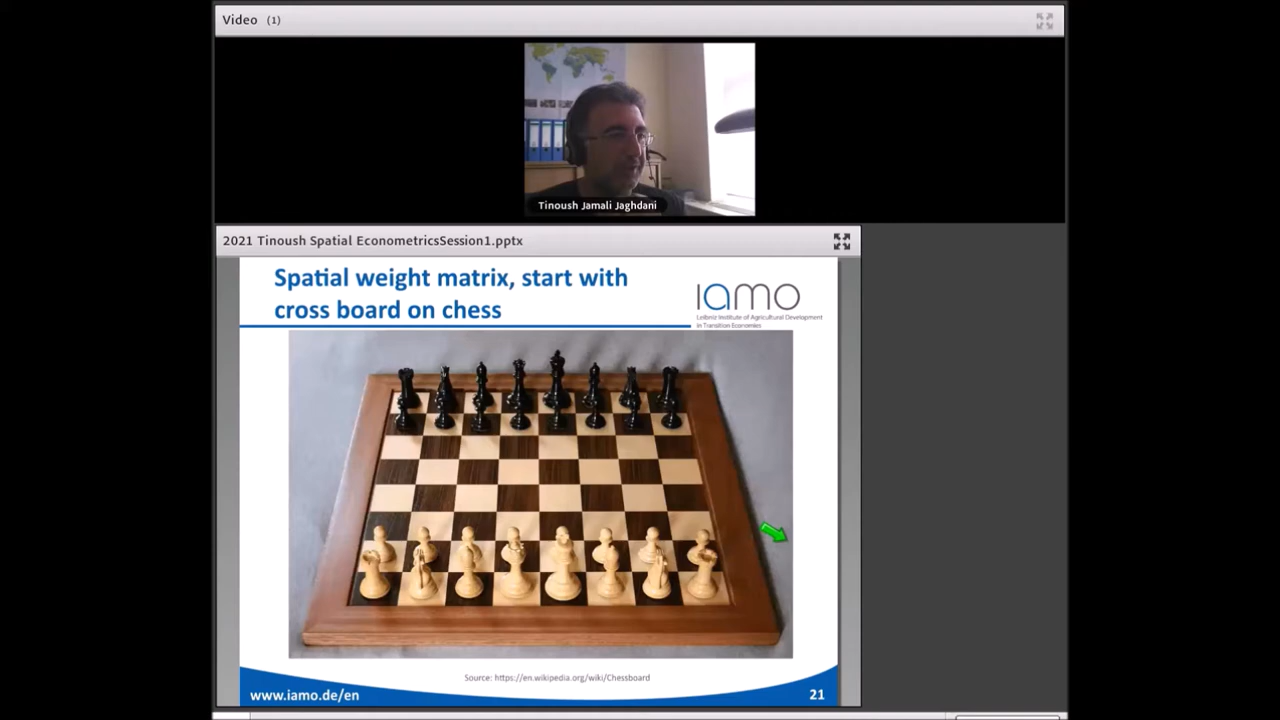 Video (1)
Tinoush Jamali Jaghdani
2021 Tinoush Spatial EconometricsSession1.pptx
Spatial weight matrix, start with
cross board on chess
iamo
Leibniz Institute of Agricultural Development
in Transition Economies
Source: https://en.wikipedia.org/wiki/Chessboard
www.iamo.de/en
21